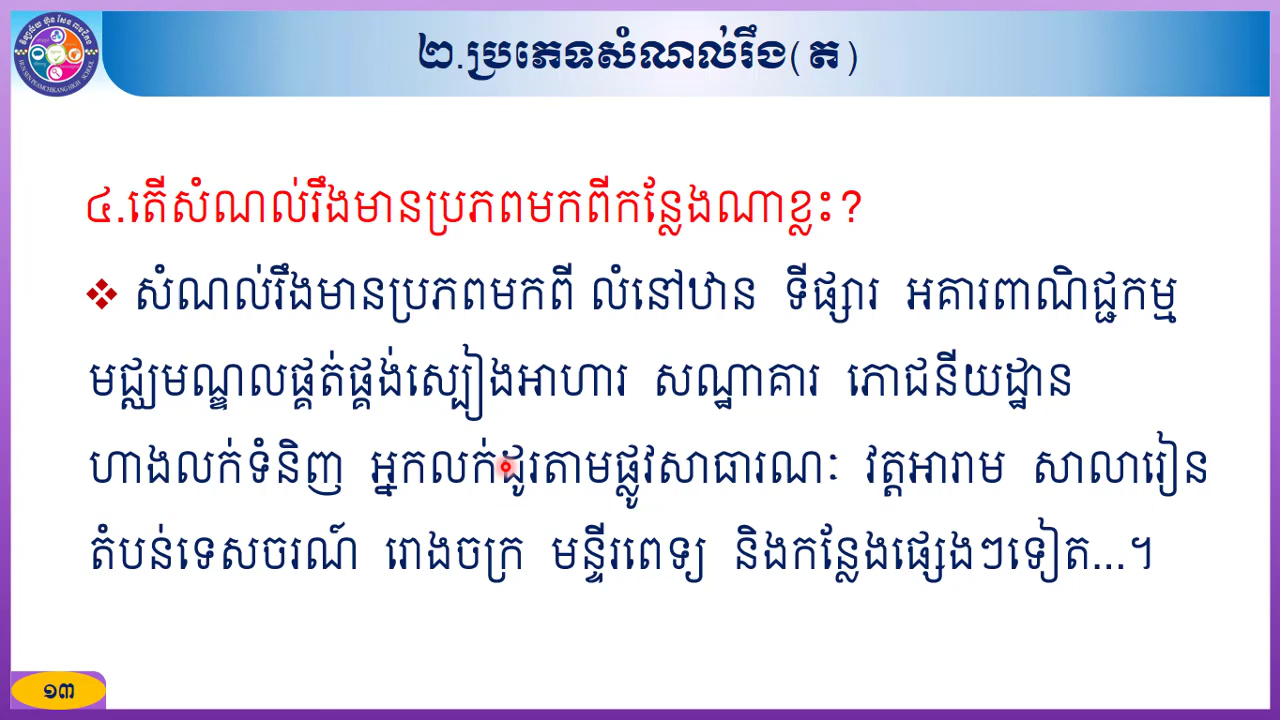 ២.ប្រភេទសំណល់រឹង(ត)
៤.តើសំណល់រឹងមានប្រភពមកពីកន្លែងណាខ្លះ?
❖ សំណល់រឹងមានប្រភពមកពី លំនៅឋាន ទីផ្សារ អគារពាណិជ្ជកម្ម
មជ្ឈមណ្ឌលផ្គត់ផ្គង់ស្បៀងអាហារ សណ្ឋាគារ ភោជនីយដ្ឋាន
ហាងលក់ទំនិញ អ្នកលក់ដូរតាមផ្លូវសាធារណៈ វត្តអារាម សាលារៀន
តំបន់ទេសចរណ៍ រោងចក្រ មន្ទីរពេទ្យ និងកន្លែងផ្សេងៗទៀត...។
១៣